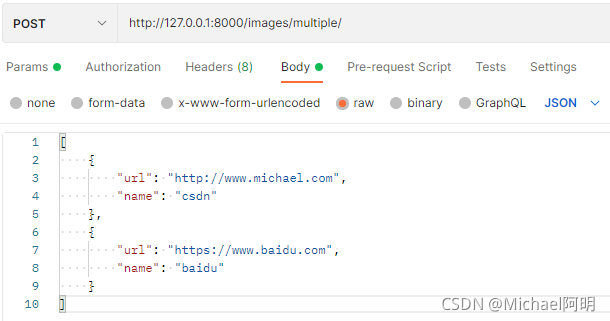 POST http://127.0.0.1:8000/images/multiple/
Params Authorization Headers (8) Body Pre-request Script Tests Settings
none form-data x-www-form-urlencoded raw binary GraphQL JSON
1 [
2 {
3 "url": "http://www.michael.com",
4 "name": "csdn"
5 },
6 {
7 "url": "https://www.baidu.com",
8 "name": "baidu"
9 }
10 ]
CSDN @Michael阿明